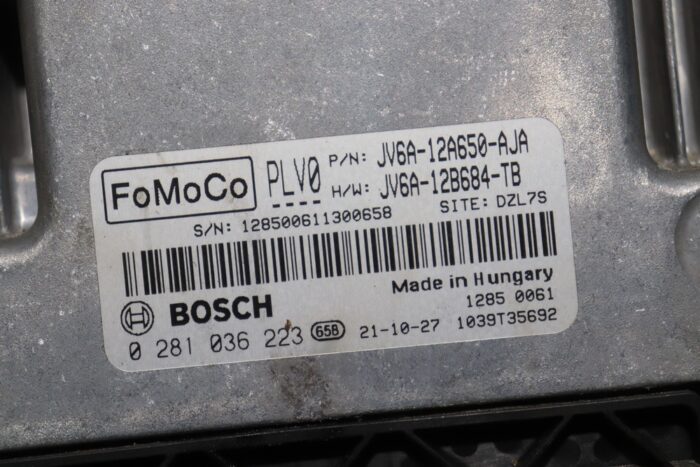 FoMoCo PLV0 P/N: JV6A-12A650-AJA
H/W: JV6A-12B684-TB
S/N: 128500611300658 SITE: DZL7S
Made in Hungary
BOSCH 1285 0061
0 281 036 223 65B 21-10-27 1039T35692